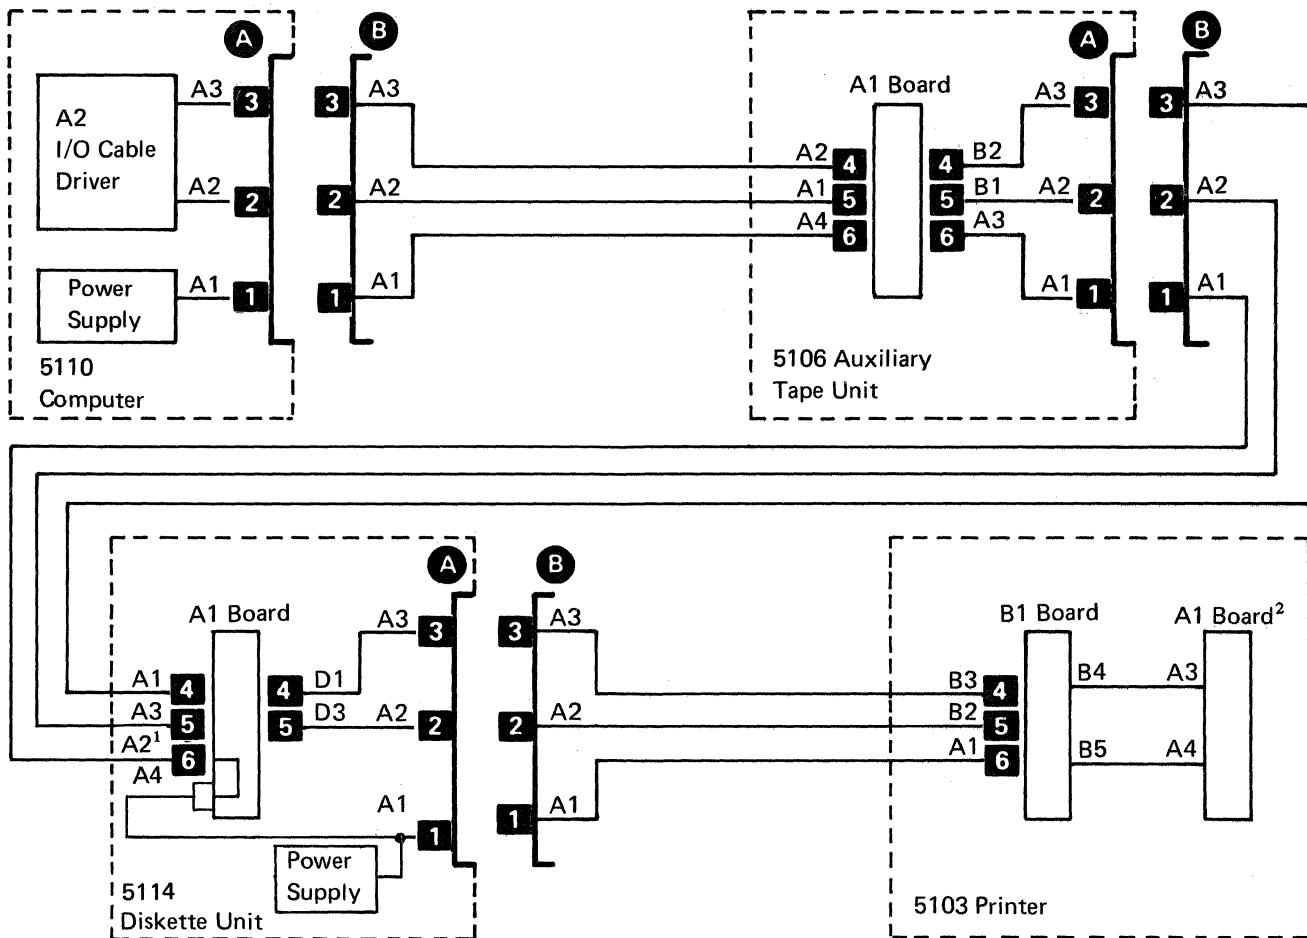 A B A B
A3 3 3 A3 A1 Board A3 3 3 A3
A2
I/O Cable
Driver
A2 4 4 B2
A2 2 2 A2 A1 5 5 B1 A2 2 2 A2
A4 6 6 A3
A1 1 1 A1 A1 1 1 A1
Power
Supply
5110
Computer
5106 Auxiliary
Tape Unit
A B
A1 Board A3 3 3 A3 B1 Board A1 Board²
A1 4 4 D1 B3 4 B4 A3
A3 5 5 D3 A2 2 2 A2 B2 5
A2¹ 6 A1 6 B5 A4
A4
A1 1 1 A1
Power
Supply
5114
Diskette Unit
5103 Printer